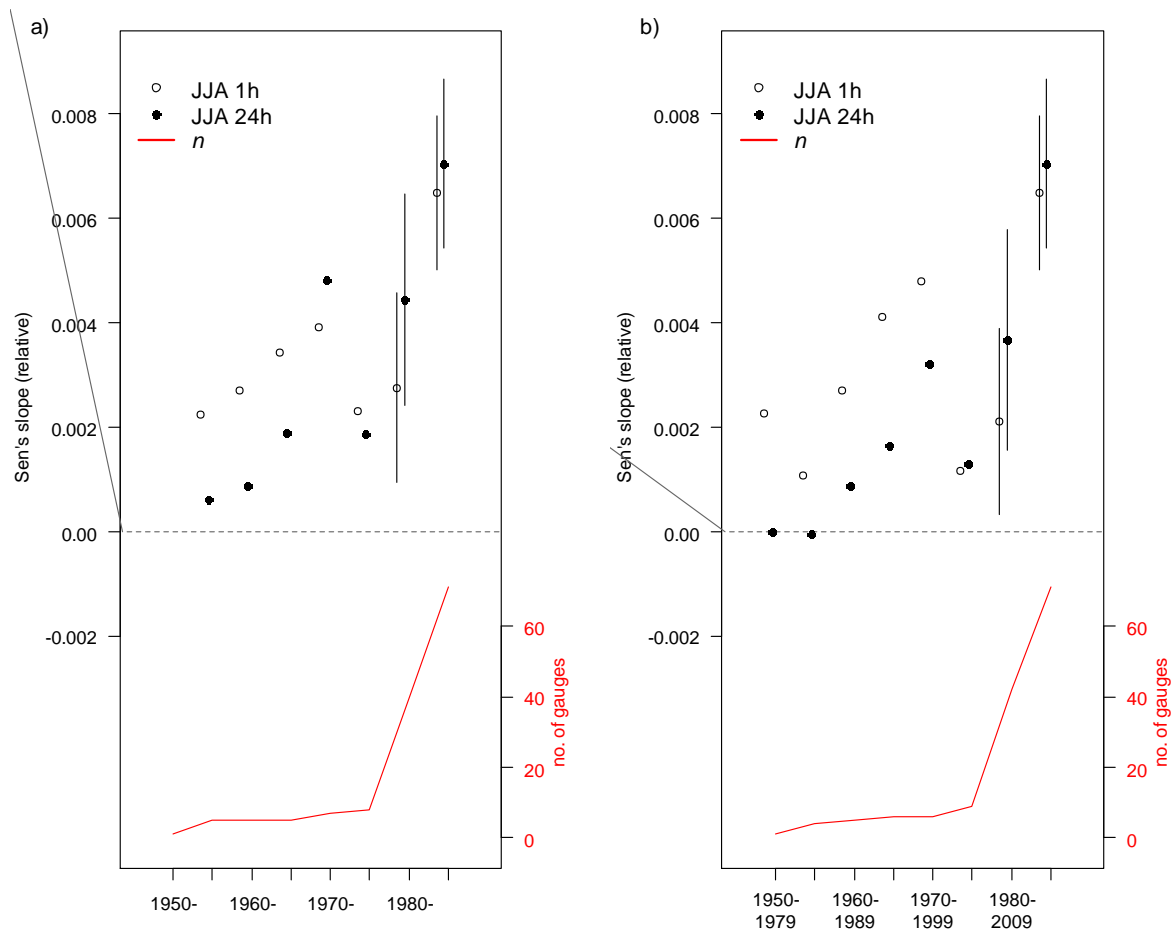 a)
JJA 1h
JJA 24h
n
0.008
0.006
0.004
0.002
0.00
-0.002
Sen's slope (relative)
60
40
20
0
no. of gauges
1950-
1960-
1970-
1980-
b)
JJA 1h
JJA 24h
n
0.008
0.006
0.004
0.002
0.00
-0.002
Sen's slope (relative)
60
40
20
0
no. of gauges
1950-
1979
1960-
1989
1970-
1999
1980-
2009